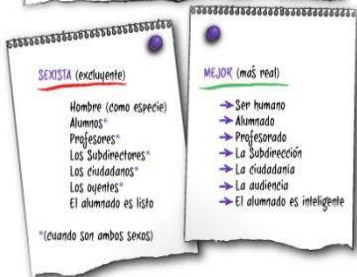 SEXISTA (excluyente)
Hombre (como especie)
Alumnos*
Profesores*
Los Subdirectores*
Los ciudadanos*
Los oyentes*
El alumnado es listo
*(cuando son ambos sexos)
MEJOR (maś real)
→ Ser humano
→ Alumnado
→ Profesorado
→ La Subdirección
→ La ciudadanía
→ La audiencia
→ El alumnado es inteligente